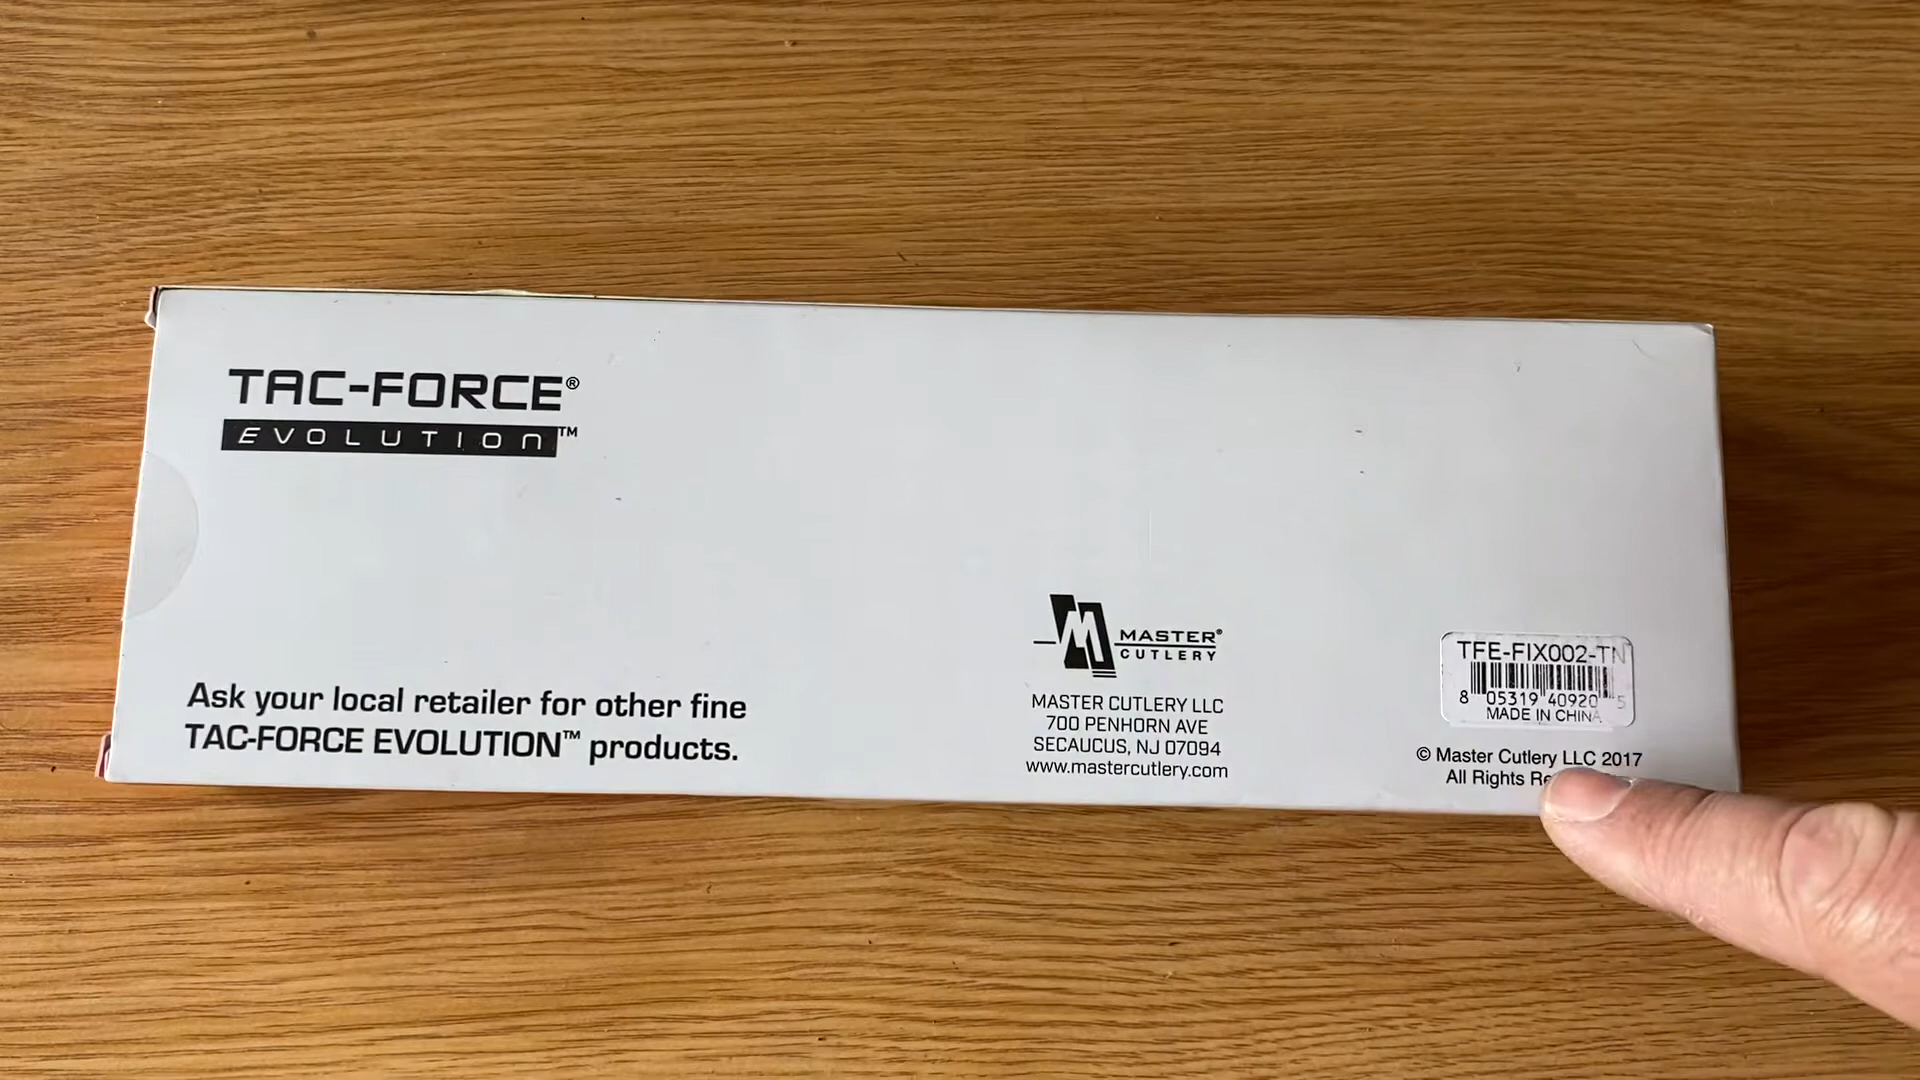 TAC-FORCE®
EVOLUTION™
Ask your local retailer for other fine
TAC-FORCE EVOLUTION™ products.
MASTER®
CUTLERY
MASTER CUTLERY LLC
700 PENHORN AVE
SECAUCUS, NJ 07094
www.mastercutlery.com
TFE-FIX002-TN
8 05319 40920 5
MADE IN CHINA
© Master Cutlery LLC 2017
All Rights